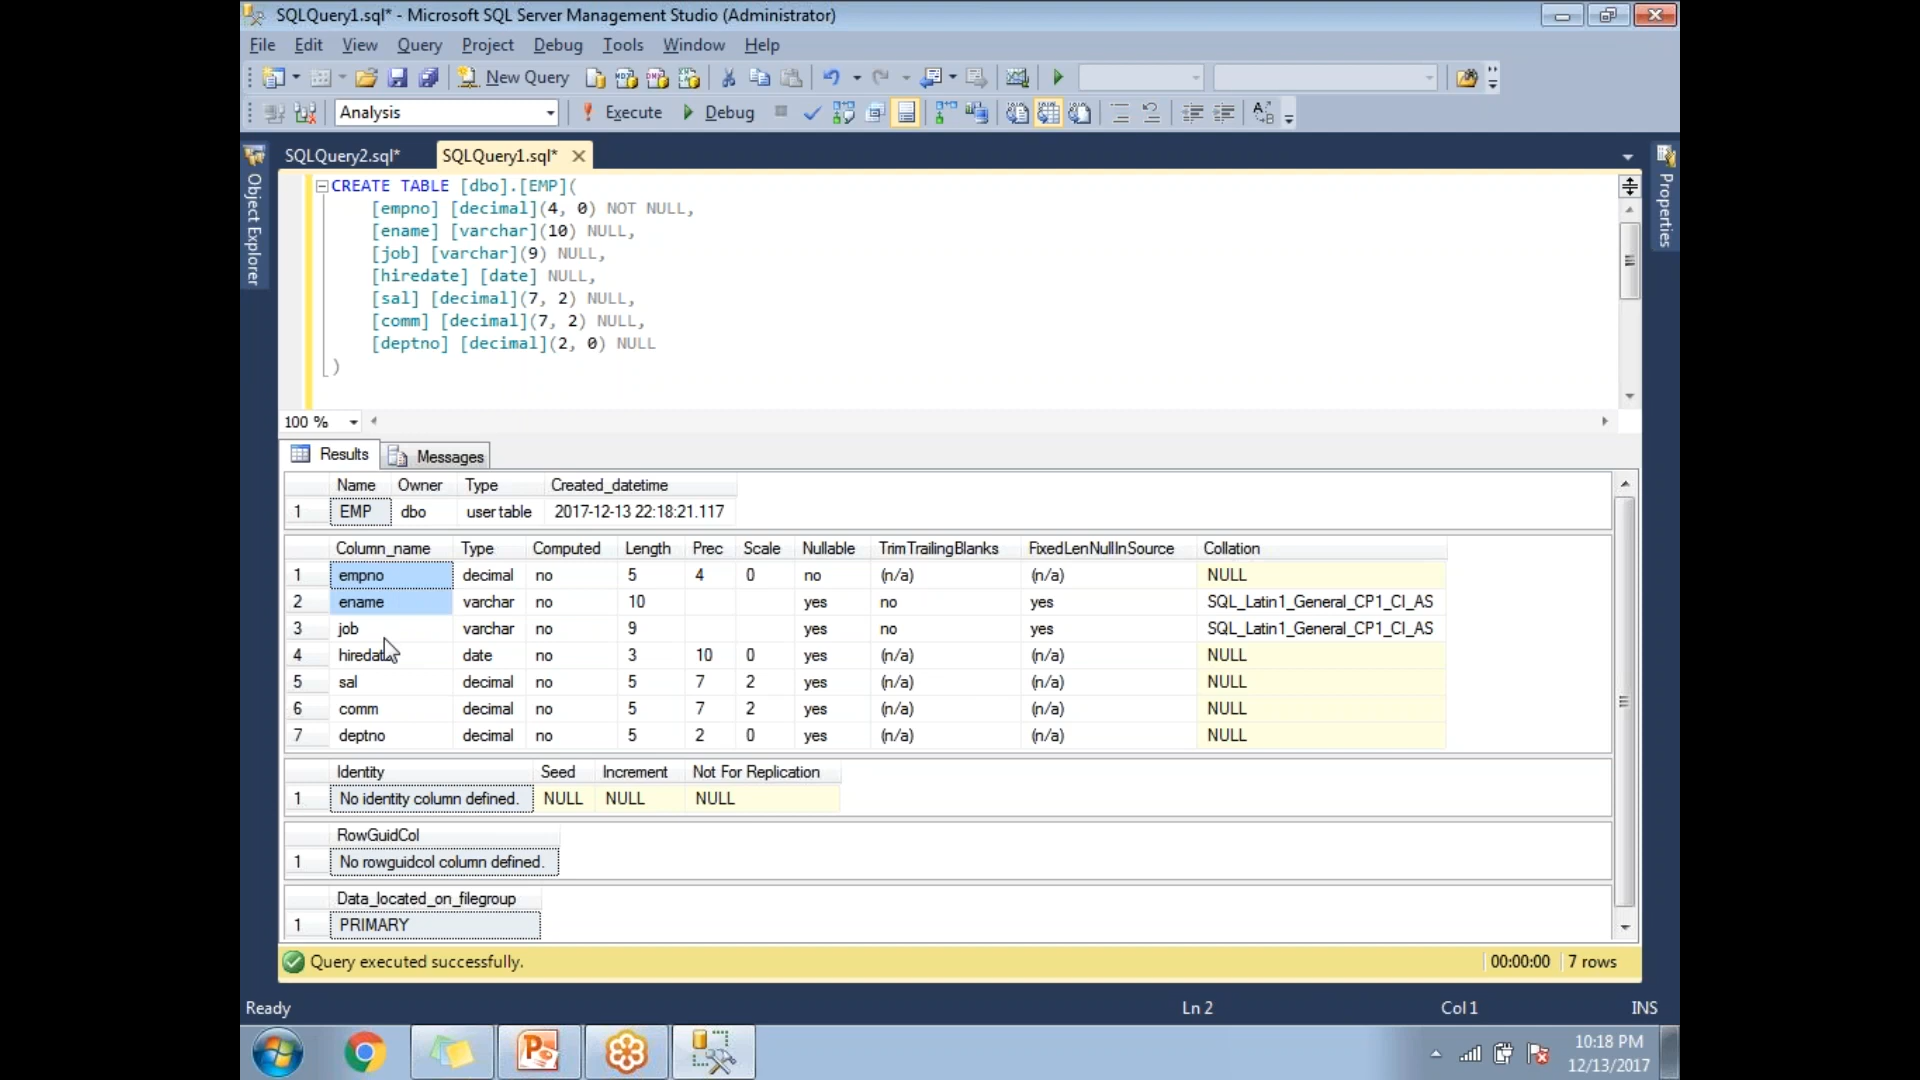 SQLQuery1.sql* - Microsoft SQL Server Management Studio (Administrator)
File Edit View Query Project Debug Tools Window Help
New Query
Analysis Execute Debug
SQLQuery2.sql* SQLQuery1.sql*
Object Explorer
Properties
CREATE TABLE [dbo].[EMP](
[empno] [decimal](4, 0) NOT NULL,
[ename] [varchar](10) NULL,
[job] [varchar](9) NULL,
[hiredate] [date] NULL,
[sal] [decimal](7, 2) NULL,
[comm] [decimal](7, 2) NULL,
[deptno] [decimal](2, 0) NULL
)
100 %
Results Messages
Name Owner Type Created_datetime
1 EMP dbo user table 2017-12-13 22:18:21.117
Column_name Type Computed Length Prec Scale Nullable TrimTrailingBlanks FixedLenNullInSource Collation
1 empno decimal no 5 4 0 no (n/a) (n/a) NULL
2 ename varchar no 10 yes no yes SQL_Latin1_General_CP1_CI_AS
3 job varchar no 9 yes no yes SQL_Latin1_General_CP1_CI_AS
4 hiredate date no 3 10 0 yes (n/a) (n/a) NULL
5 sal decimal no 5 7 2 yes (n/a) (n/a) NULL
6 comm decimal no 5 7 2 yes (n/a) (n/a) NULL
7 deptno decimal no 5 2 0 yes (n/a) (n/a) NULL
Identity Seed Increment Not For Replication
1 No identity column defined. NULL NULL NULL
RowGuidCol
1 No rowguidcol column defined.
Data_located_on_filegroup
1 PRIMARY
Query executed successfully. 00:00:00 7 rows
Ready Ln 2 Col 1 INS
10:18 PM
12/13/2017